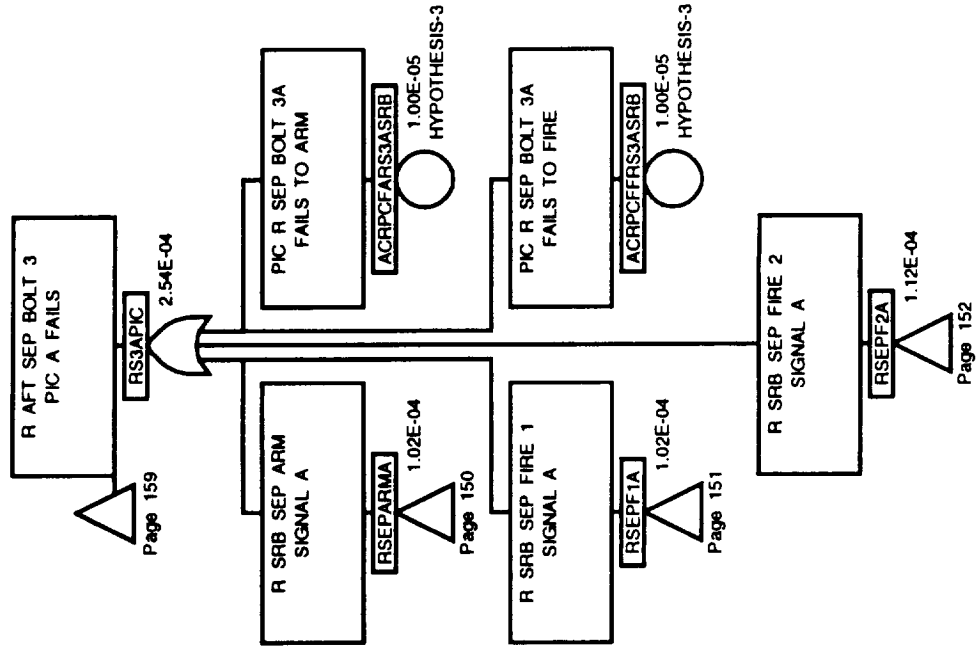 R AFT SEP BOLT 3
PIC A FAILS
RS3APIC
2.54E-04
Page 159
R SRB SEP ARM
SIGNAL A
RSEPARMA
1.02E-04
Page 150
PIC R SEP BOLT 3A
FAILS TO ARM
ACRPCFARS3ASRB
1.00E-05
HYPOTHESIS-3
R SRB SEP FIRE 1
SIGNAL A
RSEPF1A
1.02E-04
Page 151
PIC R SEP BOLT 3A
FAILS TO FIRE
ACRPCFFRS3ASRB
1.00E-05
HYPOTHESIS-3
R SRB SEP FIRE 2
SIGNAL A
RSEPF2A
1.12E-04
Page 152